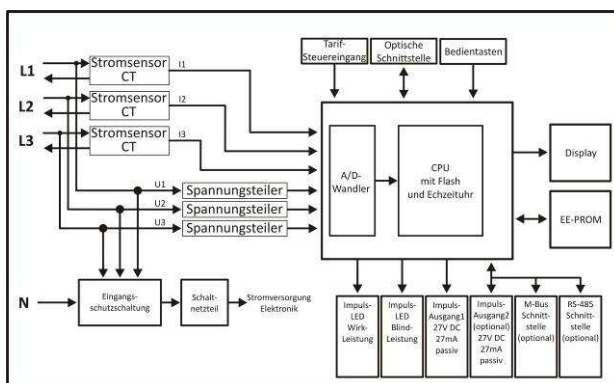 Tarif-
Steuereingang
Optische
Schnittstelle
Bedientasten
L1
Stromsensor
CT
I1
L2
Stromsensor
CT
I2
L3
Stromsensor
CT
I3
A/D-
Wandler
CPU
mit Flash
und Echzeituhr
Display
U1
Spannungsteiler
U2
Spannungsteiler
U3
Spannungsteiler
EE-PROM
N
Eingangs-
schutzschaltung
Schalt-
netzteil
Stromversorgung
Elektronik
Impuls-
LED
Wirk-
Leistung
Impuls-
LED
Blind-
Leistung
Impuls-
Ausgang1
27V DC
27mA
passiv
Impuls-
Ausgang2
(optional)
27V DC
27mA
passiv
M-Bus
Schnitt-
stelle
(optional)
RS-485
Schnitt-
stelle
(optional)